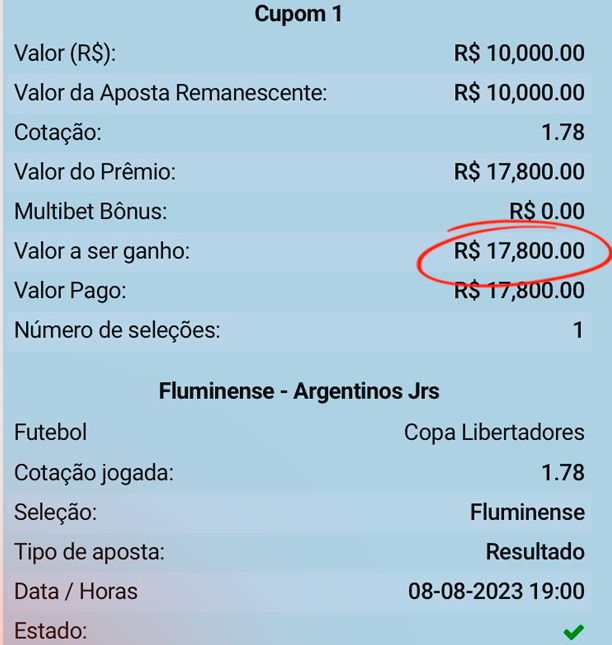 Cupom 1
Valor (R$): R$ 10,000.00
Valor da Aposta Remanescente: R$ 10,000.00
Cotação: 1.78
Valor do Prêmio: R$ 17,800.00
Multibet Bônus: R$ 0.00
Valor a ser ganho: R$ 17,800.00
Valor Pago: R$ 17,800.00
Número de seleções: 1
Fluminense - Argentinos Jrs
Futebol Copa Libertadores
Cotação jogada: 1.78
Seleção: Fluminense
Tipo de aposta: Resultado
Data / Horas 08-08-2023 19:00
Estado: